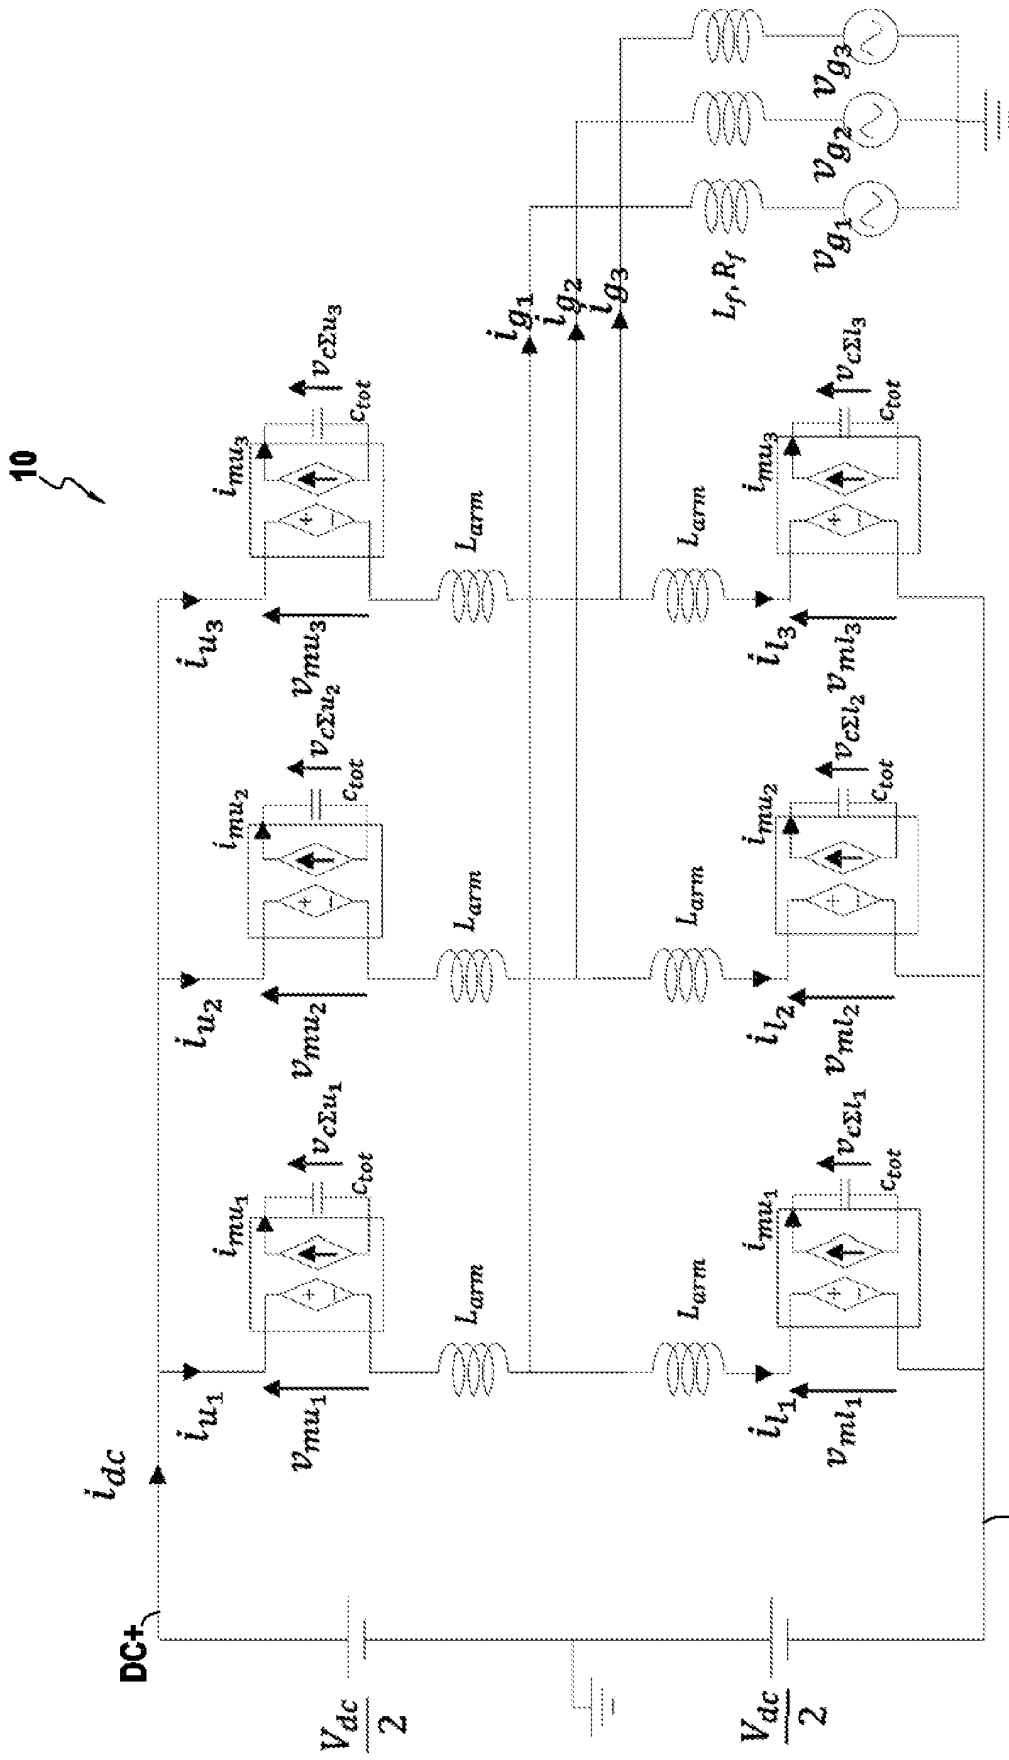 10
DC+
i_dc
V_dc/2
V_dc/2
i_u1
i_u2
i_u3
v_mu1
v_mu2
v_mu3
i_mu1
i_mu2
i_mu3
v_cΣu1
v_cΣu2
v_cΣu3
c_tot
c_tot
c_tot
L_arm
L_arm
L_arm
i_g1
i_g2
i_g3
L_f, R_f
v_g1
v_g2
v_g3
L_arm
L_arm
L_arm
i_l1
i_l2
i_l3
v_ml1
v_ml2
v_ml3
i_mu1
i_mu2
i_mu3
v_cΣl1
v_cΣl2
v_cΣl3
c_tot
c_tot
c_tot